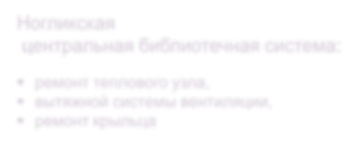 Ногликская
центральная библиотечная система:
• ремонт теплового узла,
• вытяжной системы вентиляции,
• ремонт крыльца